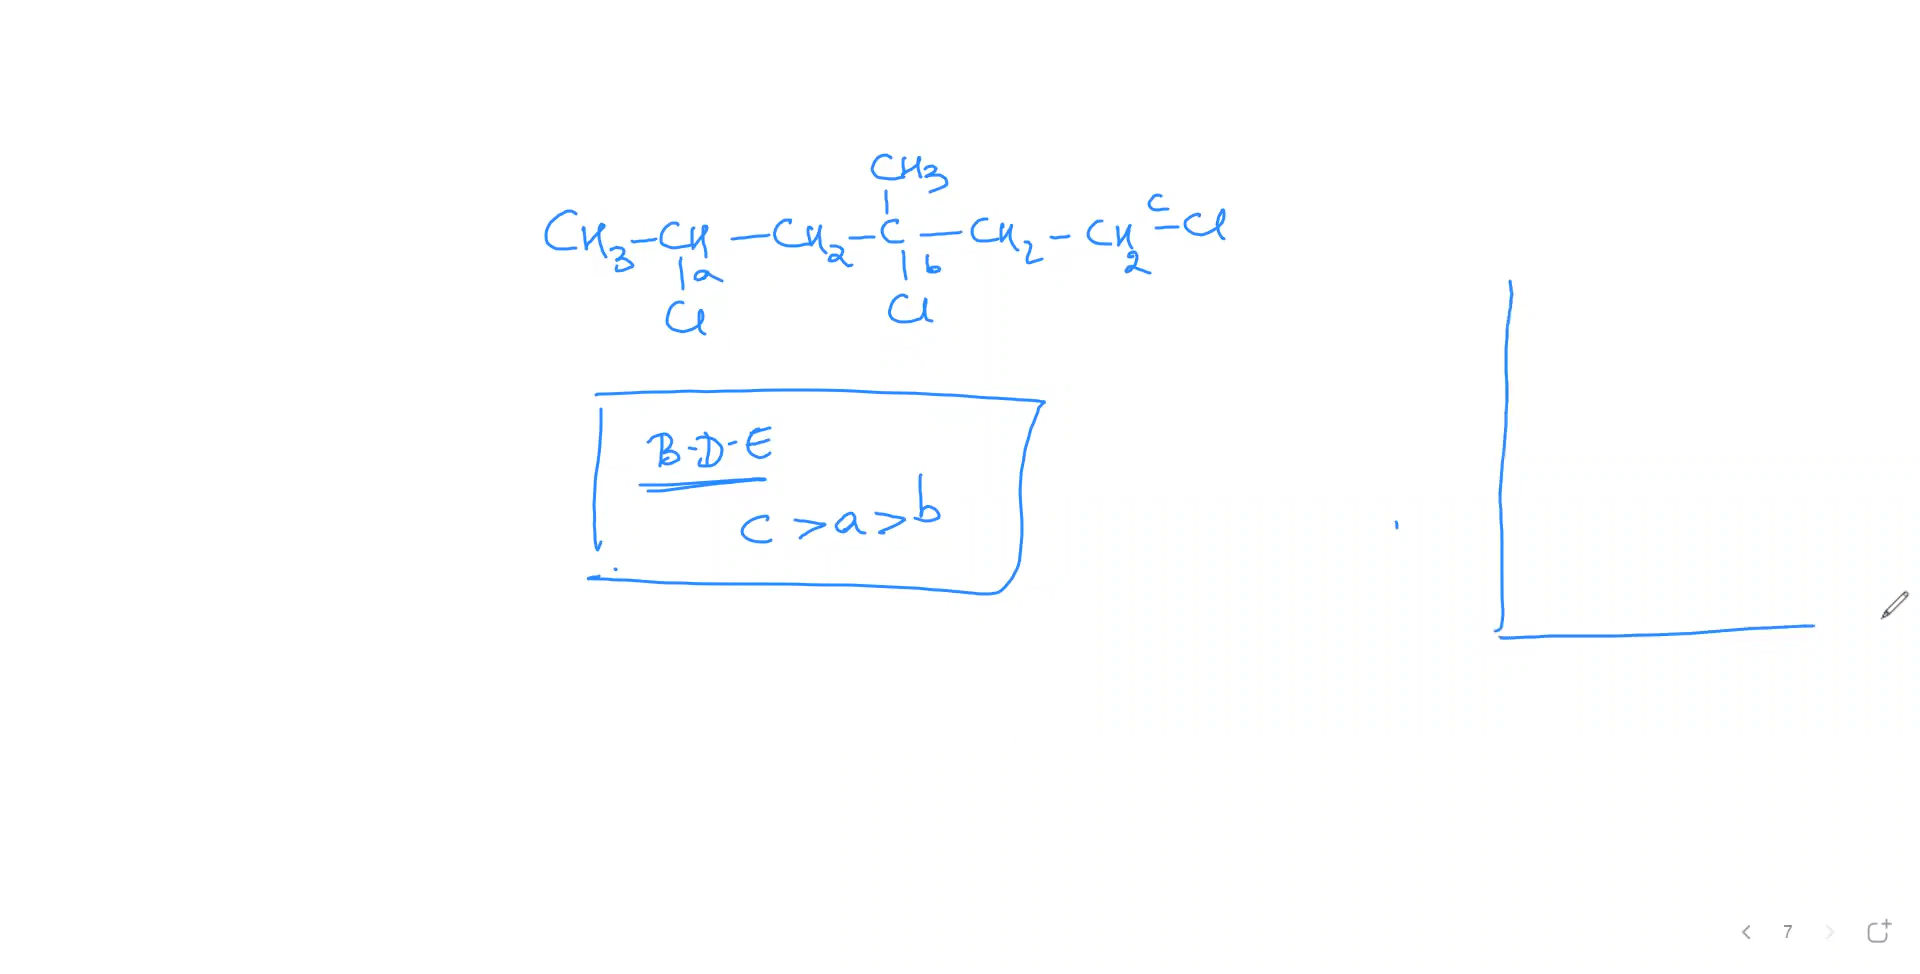 CH3
CH3-CH-CH2-C-CH2-CH2-Cl
c
a b
Cl Cl
B-D-E
c > a > b
7